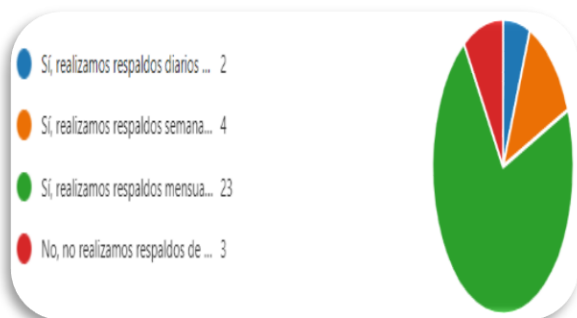 Sí, realizamos respaldos diarios ... 2
Sí, realizamos respaldos semana... 4
Sí, realizamos respaldos mensua... 23
No, no realizamos respaldos de ... 3